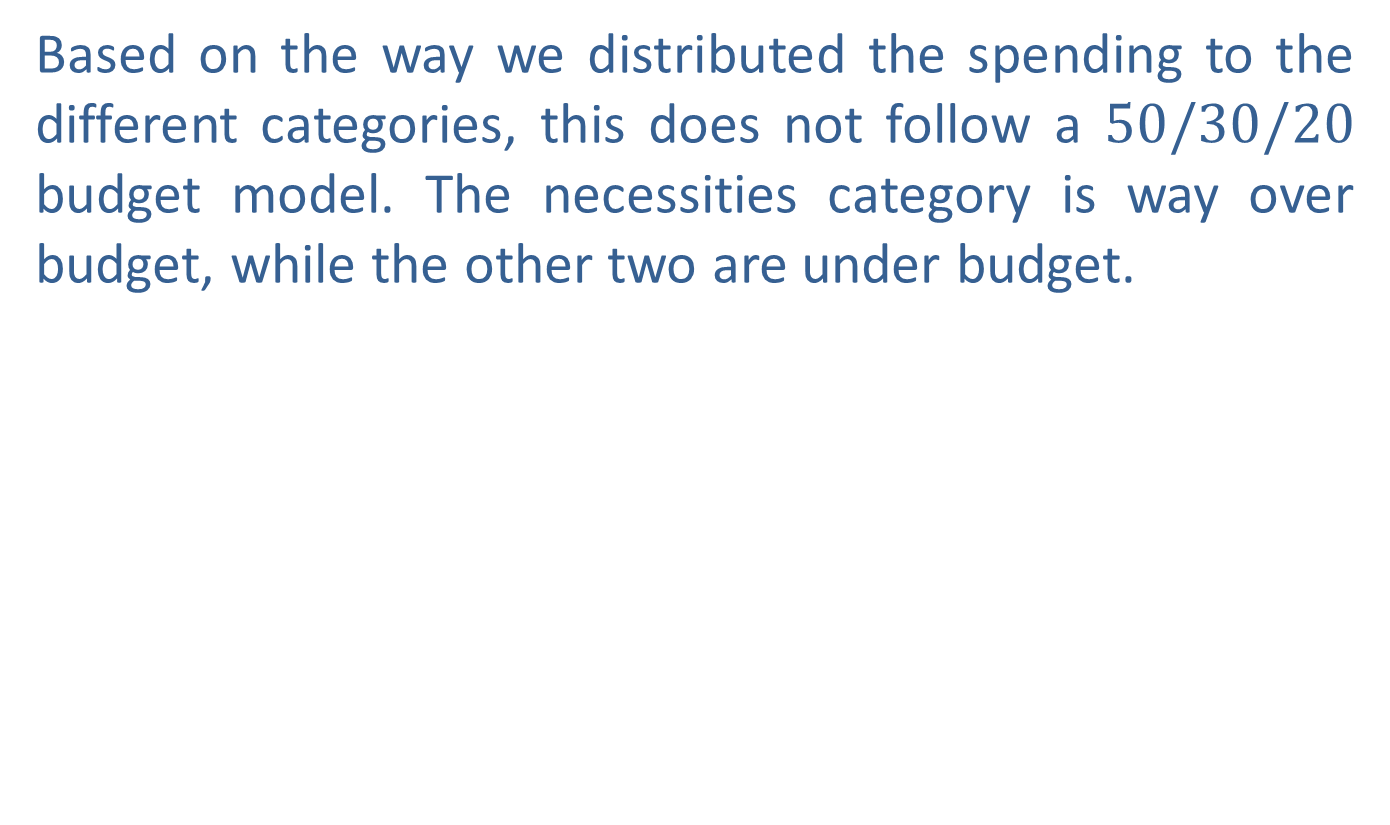 Based on the way we distributed the spending to the
different categories, this does not follow a 50/30/20
budget model. The necessities category is way over
budget, while the other two are under budget.